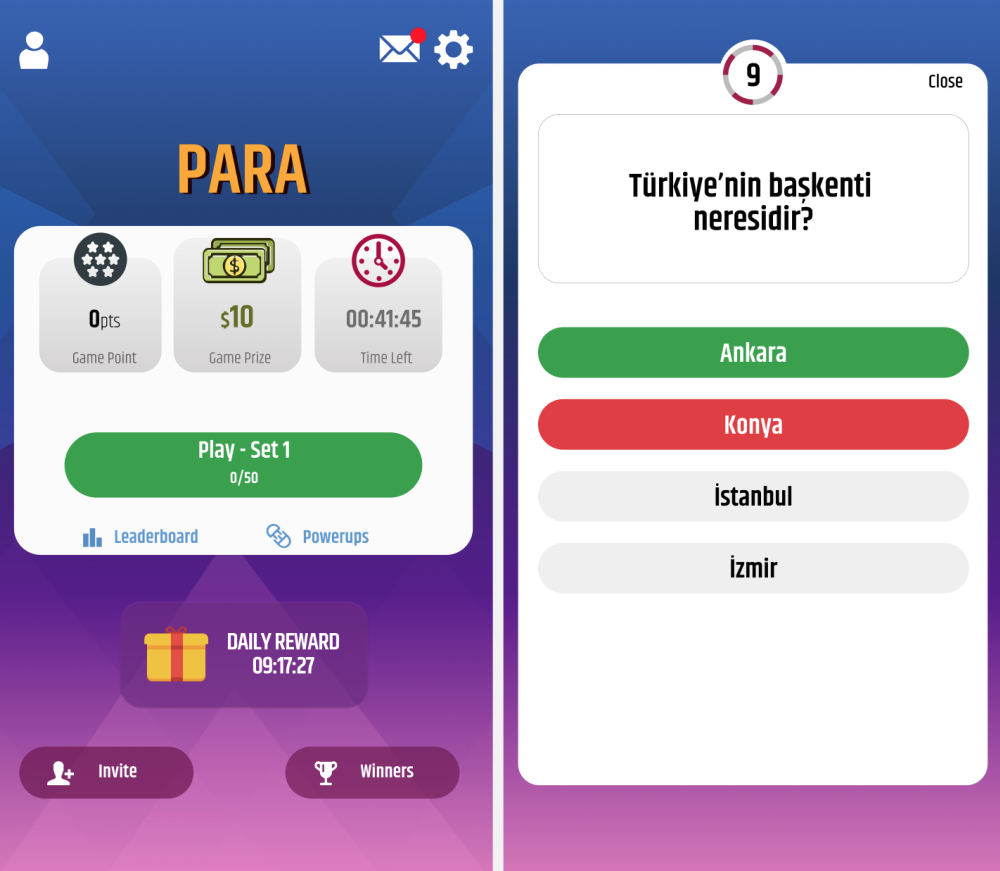 PARA
0pts
Game Point
$10
Game Prize
00:41:45
Time Left
Play - Set 1
0/50
Leaderboard
Powerups
DAILY REWARD
09:17:27
Invite
Winners
9
Close
Türkiye’nin başkenti
neresidir?
Ankara
Konya
İstanbul
İzmir